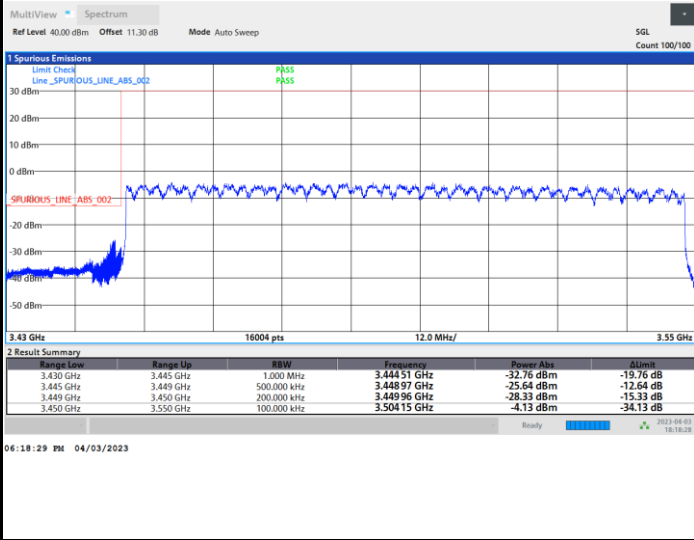 MultiView Spectrum
Ref Level 40.00 dBm Offset 11.30 dB Mode Auto Sweep SGL
Count 100/100
1 Spurious Emissions
Limit Check PASS
Line _SPURIOUS_LINE_ABS_002 PASS
30 dBm
20 dBm
10 dBm
0 dBm
_SPURIOUS_LINE_ABS_002
-20 dBm
-30 dBm
-40 dBm
-50 dBm
3.43 GHz 16004 pts 12.0 MHz/ 3.55 GHz
2 Result Summary
Range Low Range Up RBW Frequency Power Abs ΔLimit
3.430 GHz 3.445 GHz 1.000 MHz 3.444 51 GHz -32.76 dBm -19.76 dB
3.445 GHz 3.449 GHz 500.000 kHz 3.448 97 GHz -25.64 dBm -12.64 dB
3.449 GHz 3.450 GHz 200.000 kHz 3.449 96 GHz -28.33 dBm -15.33 dB
3.450 GHz 3.550 GHz 100.000 kHz 3.504 15 GHz -4.13 dBm -34.13 dB
Ready 2023-04-03
18:18:28
06:18:29 PM 04/03/2023